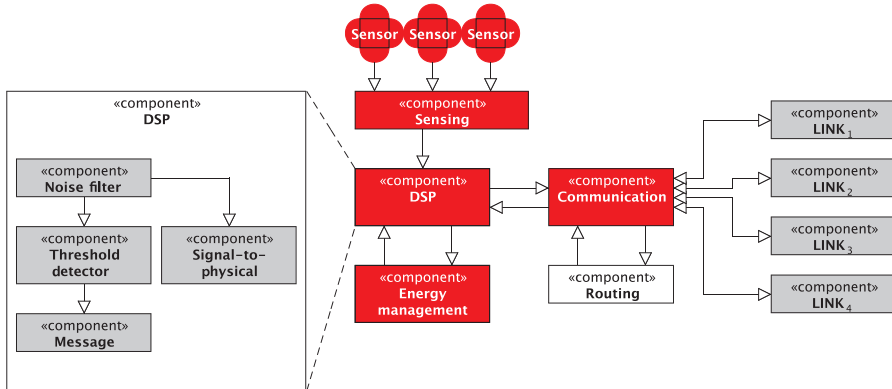 Sensor Sensor Sensor
«component»
Sensing
«component»
DSP
«component»
Noise filter
«component»
Threshold
detector
«component»
Signal-to-
physical
«component»
Message
«component»
DSP
«component»
Communication
«component»
Energy
management
«component»
Routing
«component»
LINK1
«component»
LINK2
«component»
LINK3
«component»
LINK4